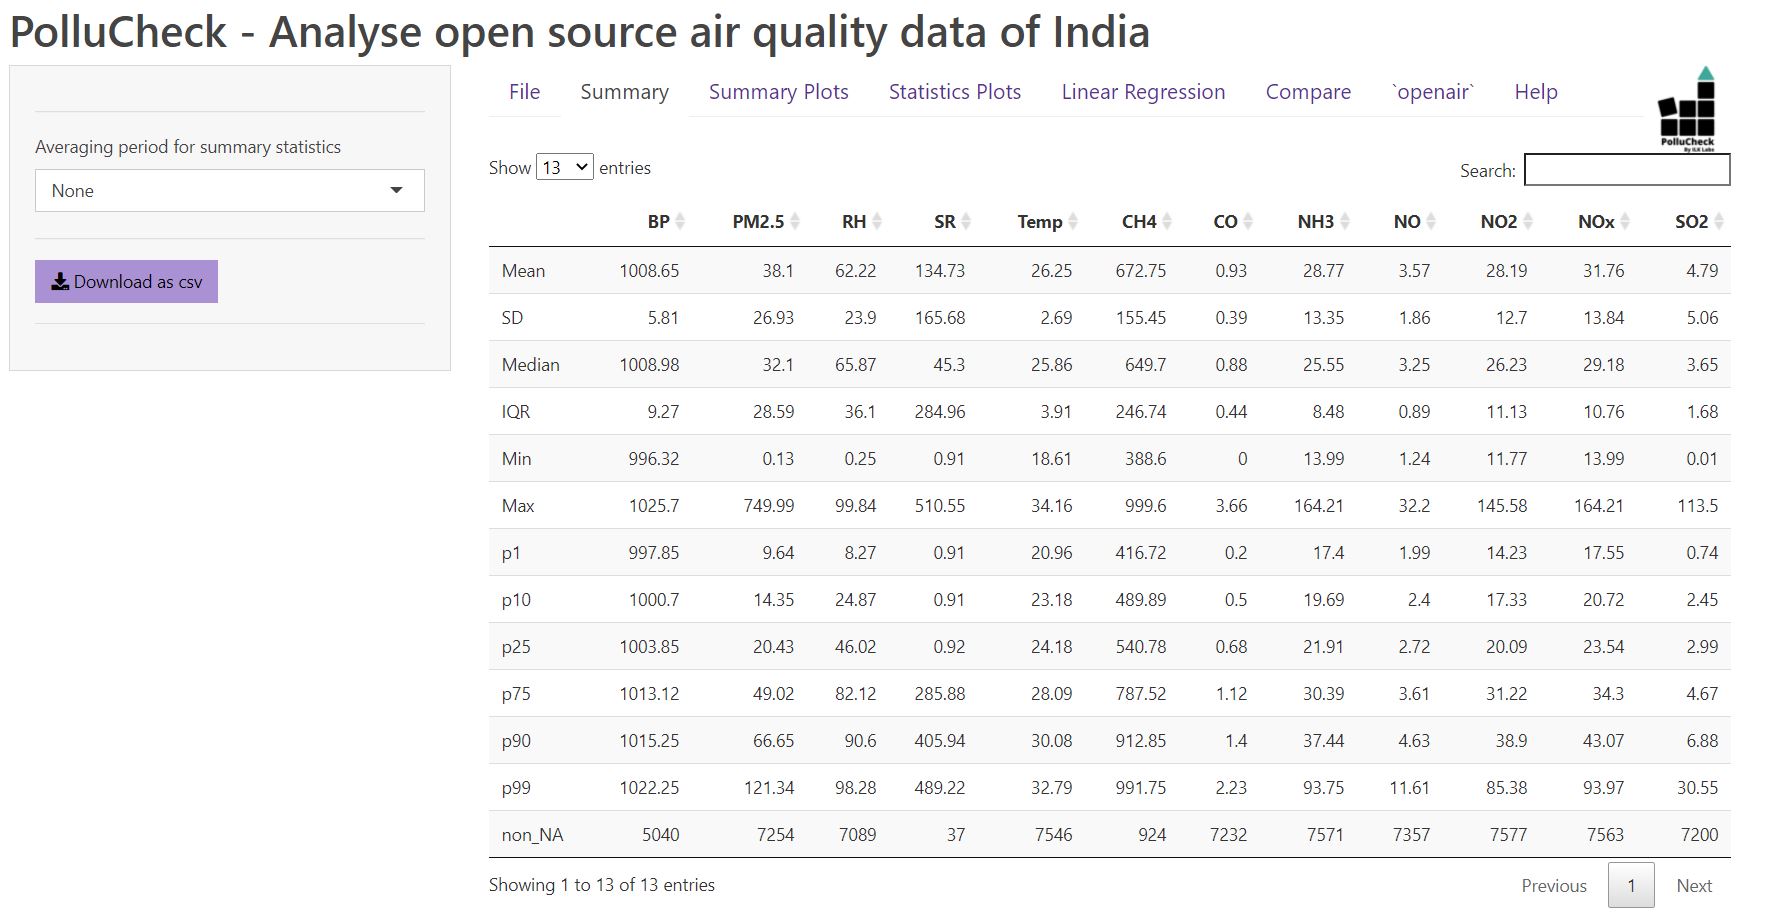 PolluCheck - Analyse open source air quality data of India
File Summary Summary Plots Statistics Plots Linear Regression Compare `openair` Help
PolluCheck
By ILK Labs
Averaging period for summary statistics
None
Download as csv
Show 13 entries
Search:
BP PM2.5 RH SR Temp CH4 CO NH3 NO NO2 NOx SO2
Mean 1008.65 38.1 62.22 134.73 26.25 672.75 0.93 28.77 3.57 28.19 31.76 4.79
SD 5.81 26.93 23.9 165.68 2.69 155.45 0.39 13.35 1.86 12.7 13.84 5.06
Median 1008.98 32.1 65.87 45.3 25.86 649.7 0.88 25.55 3.25 26.23 29.18 3.65
IQR 9.27 28.59 36.1 284.96 3.91 246.74 0.44 8.48 0.89 11.13 10.76 1.68
Min 996.32 0.13 0.25 0.91 18.61 388.6 0 13.99 1.24 11.77 13.99 0.01
Max 1025.7 749.99 99.84 510.55 34.16 999.6 3.66 164.21 32.2 145.58 164.21 113.5
p1 997.85 9.64 8.27 0.91 20.96 416.72 0.2 17.4 1.99 14.23 17.55 0.74
p10 1000.7 14.35 24.87 0.91 23.18 489.89 0.5 19.69 2.4 17.33 20.72 2.45
p25 1003.85 20.43 46.02 0.92 24.18 540.78 0.68 21.91 2.72 20.09 23.54 2.99
p75 1013.12 49.02 82.12 285.88 28.09 787.52 1.12 30.39 3.61 31.22 34.3 4.67
p90 1015.25 66.65 90.6 405.94 30.08 912.85 1.4 37.44 4.63 38.9 43.07 6.88
p99 1022.25 121.34 98.28 489.22 32.79 991.75 2.23 93.75 11.61 85.38 93.97 30.55
non_NA 5040 7254 7089 37 7546 924 7232 7571 7357 7577 7563 7200
Showing 1 to 13 of 13 entries
Previous 1 Next